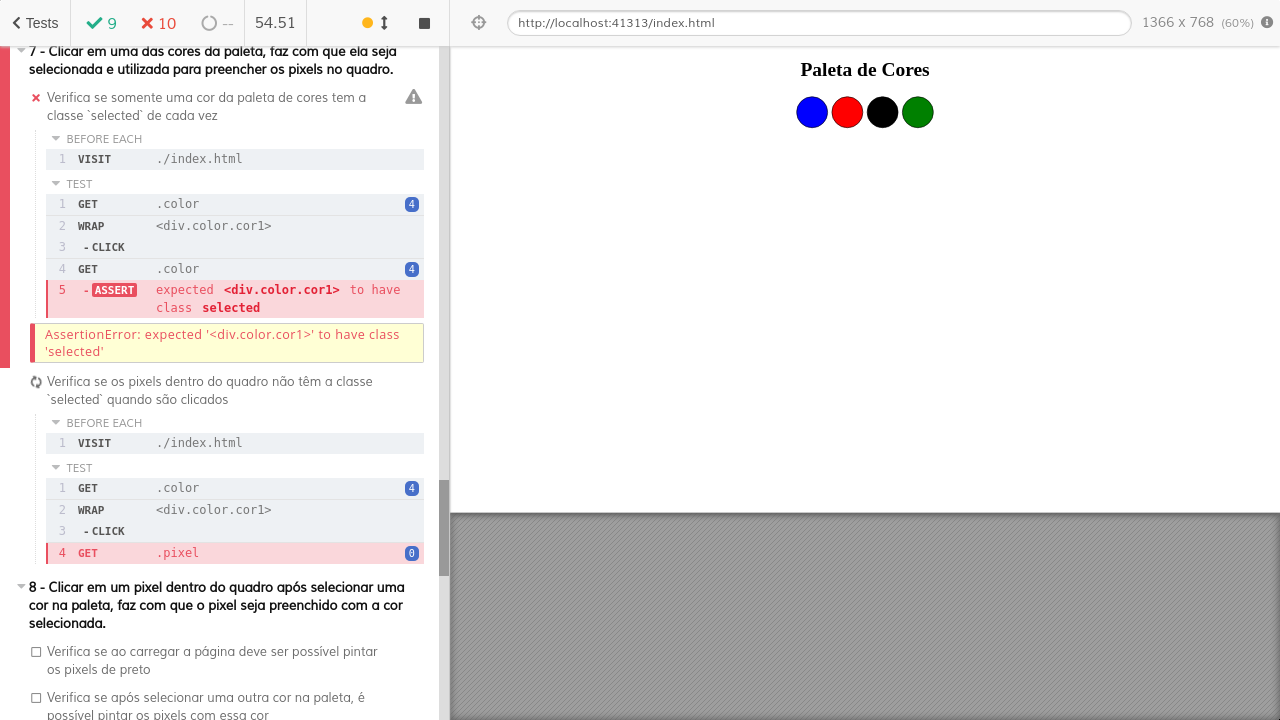 Tests
9
10
--
54.51
http://localhost:41313/index.html
1366 x 768 (60%)
7 - Clicar em uma das cores da paleta, faz com que ela seja
selecionada e utilizada para preencher os pixels no quadro.
Verifica se somente uma cor da paleta de cores tem a
classe `selected` de cada vez
BEFORE EACH
1 VISIT ./index.html
TEST
1 GET .color 4
2 WRAP <div.color.cor1>
3 -CLICK
4 GET .color 4
5 -ASSERT expected <div.color.cor1> to have
class selected
AssertionError: expected '<div.color.cor1>' to have class
'selected'
Verifica se os pixels dentro do quadro não têm a classe
`selected` quando são clicados
BEFORE EACH
1 VISIT ./index.html
TEST
1 GET .color 4
2 WRAP <div.color.cor1>
3 -CLICK
4 GET .pixel 0
8 - Clicar em um pixel dentro do quadro após selecionar uma
cor na paleta, faz com que o pixel seja preenchido com a cor
selecionada.
Verifica se ao carregar a página deve ser possível pintar
os pixels de preto
Verifica se após selecionar uma outra cor na paleta, é
possível pintar os pixels com essa cor
Paleta de Cores